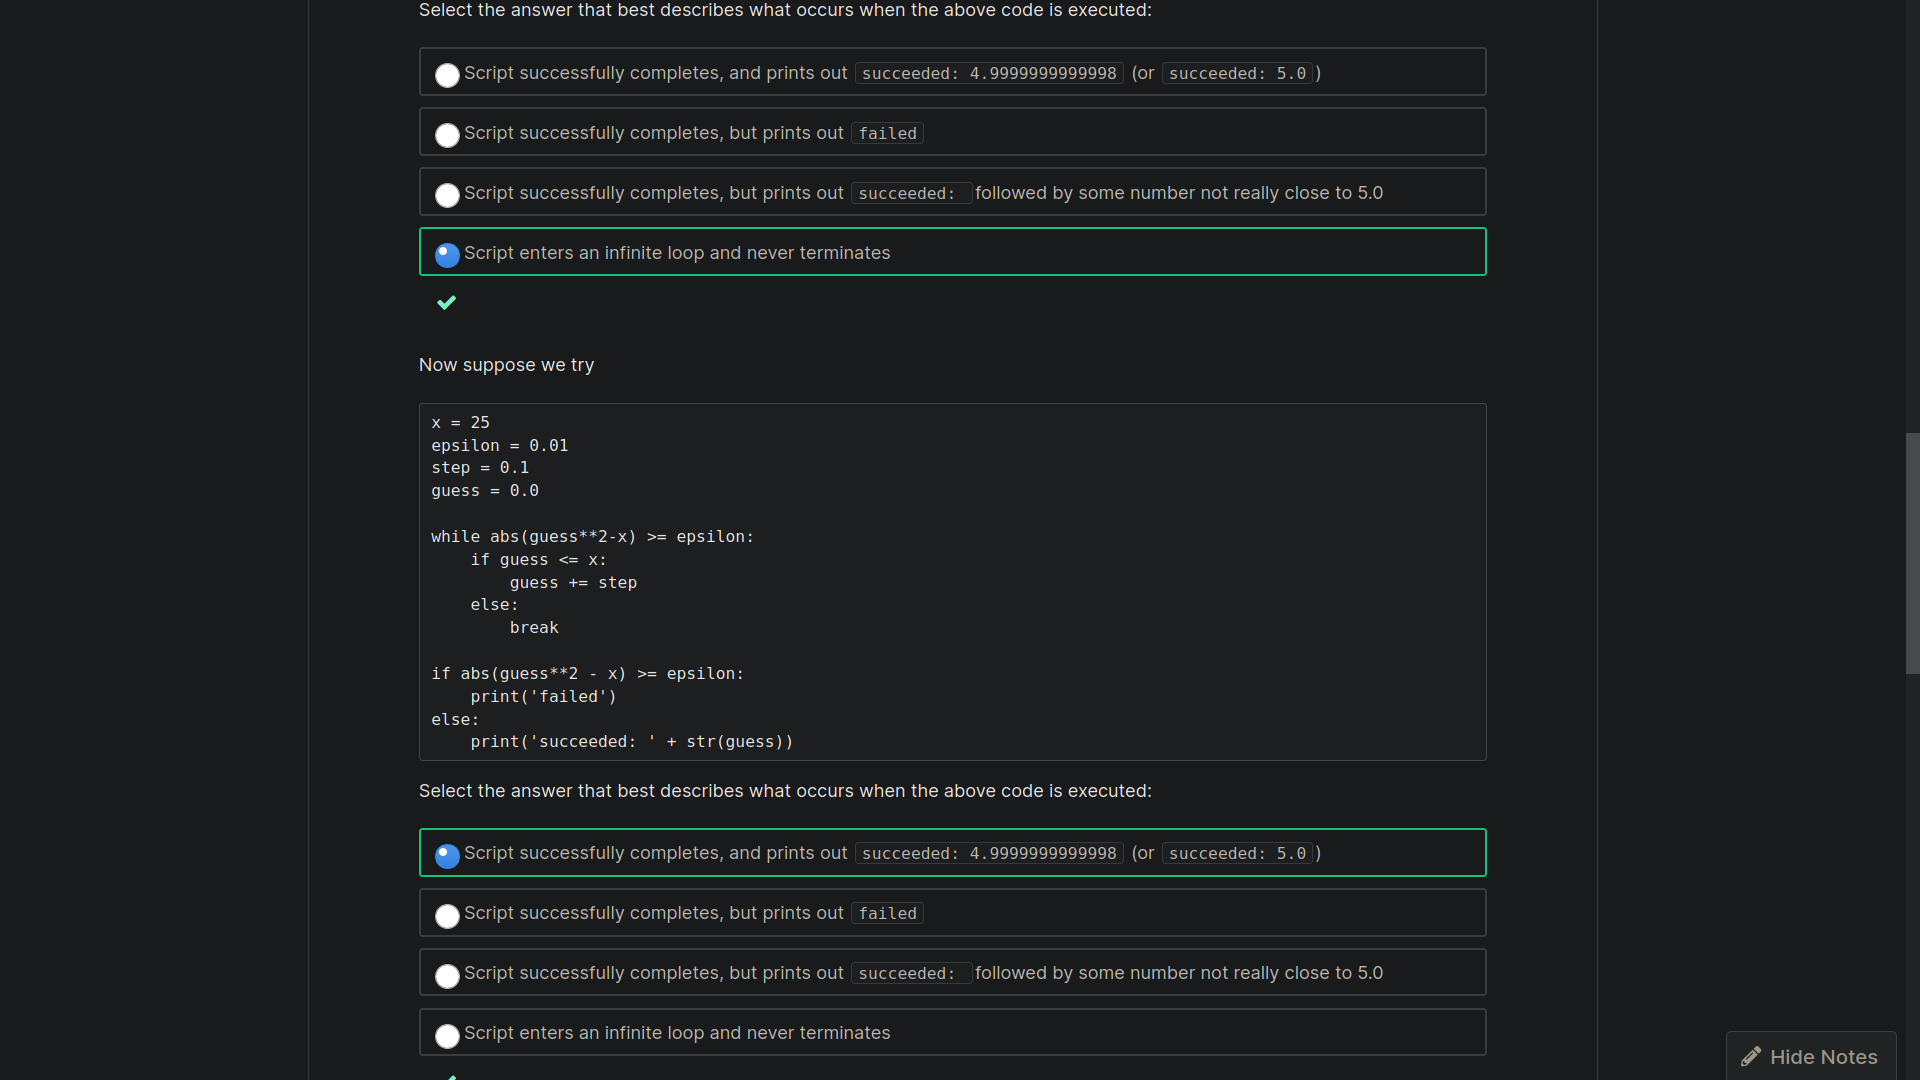 Select the answer that best describes what occurs when the above code is executed:
Script successfully completes, and prints out succeeded: 4.9999999999998 (or succeeded: 5.0)
Script successfully completes, but prints out failed
Script successfully completes, but prints out succeeded: followed by some number not really close to 5.0
Script enters an infinite loop and never terminates
Now suppose we try
x = 25
epsilon = 0.01
step = 0.1
guess = 0.0
while abs(guess**2-x) >= epsilon:
    if guess <= x:
        guess += step
    else:
        break
if abs(guess**2 - x) >= epsilon:
    print('failed')
else:
    print('succeeded: ' + str(guess))
Select the answer that best describes what occurs when the above code is executed:
Script successfully completes, and prints out succeeded: 4.9999999999998 (or succeeded: 5.0)
Script successfully completes, but prints out failed
Script successfully completes, but prints out succeeded: followed by some number not really close to 5.0
Script enters an infinite loop and never terminates
Hide Notes